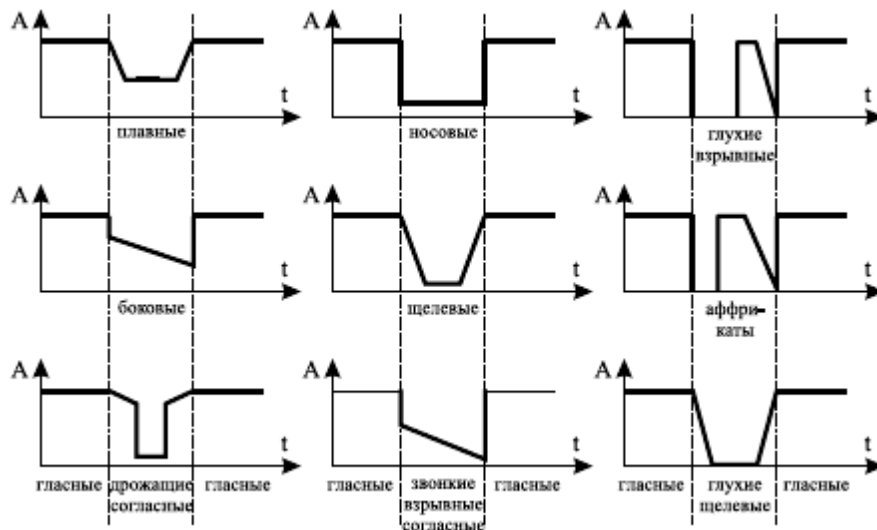 A A A
t t t
плавные носовые глухие
взрывные
A A A
t t t
боковые щелевые аффри-
каты
A A A
t t t
гласные дрожащие гласные звонкие гласные гласные глухие гласные
согласные взрывные щелевые
согласные